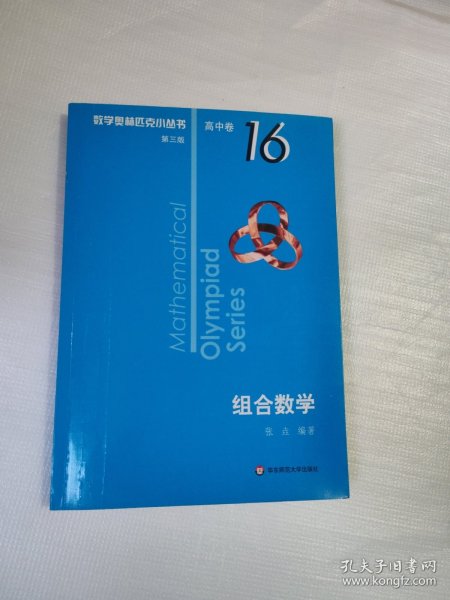 数学奥林匹克小丛书
第三版
高中卷
16
Mathematical
Olympiad
Series
组合数学
张垚 编著
华东师范大学出版社
孔夫子旧书网
www.kongfz.com